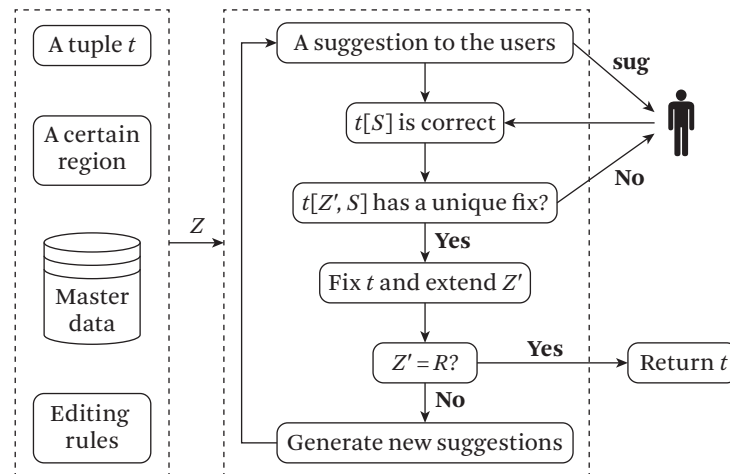 A tuple t
A certain
region
Master
data
Editing
rules
Z
A suggestion to the users
sug
t[S] is correct
No
t[Z′, S] has a unique fix?
Yes
Fix t and extend Z′
Z′ = R?
Yes
Return t
No
Generate new suggestions